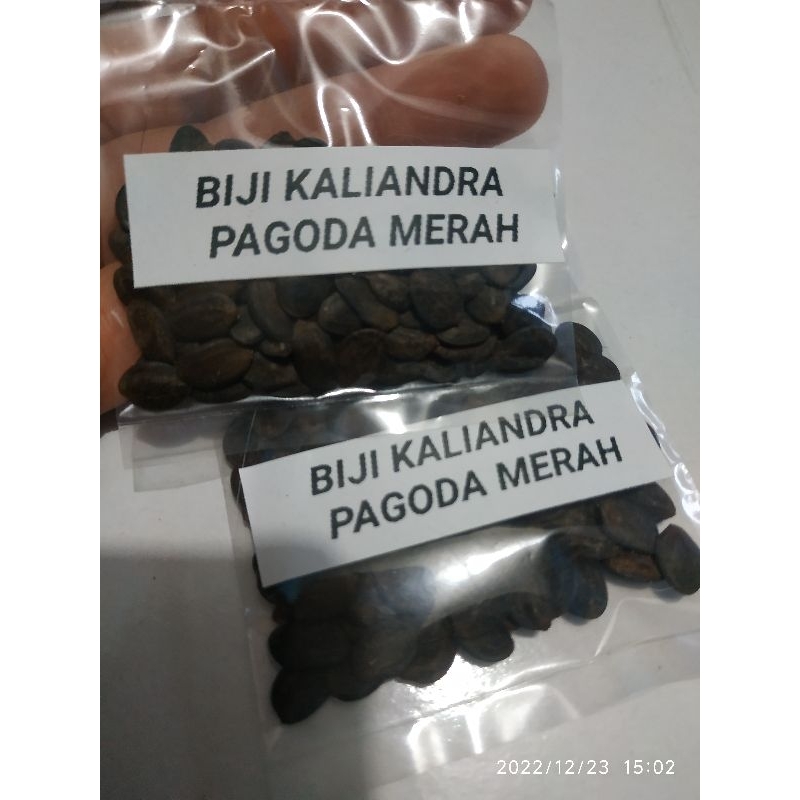 BIJI KALIANDRA
PAGODA MERAH
BIJI KALIANDRA
PAGODA MERAH
2022/12/23 15:02